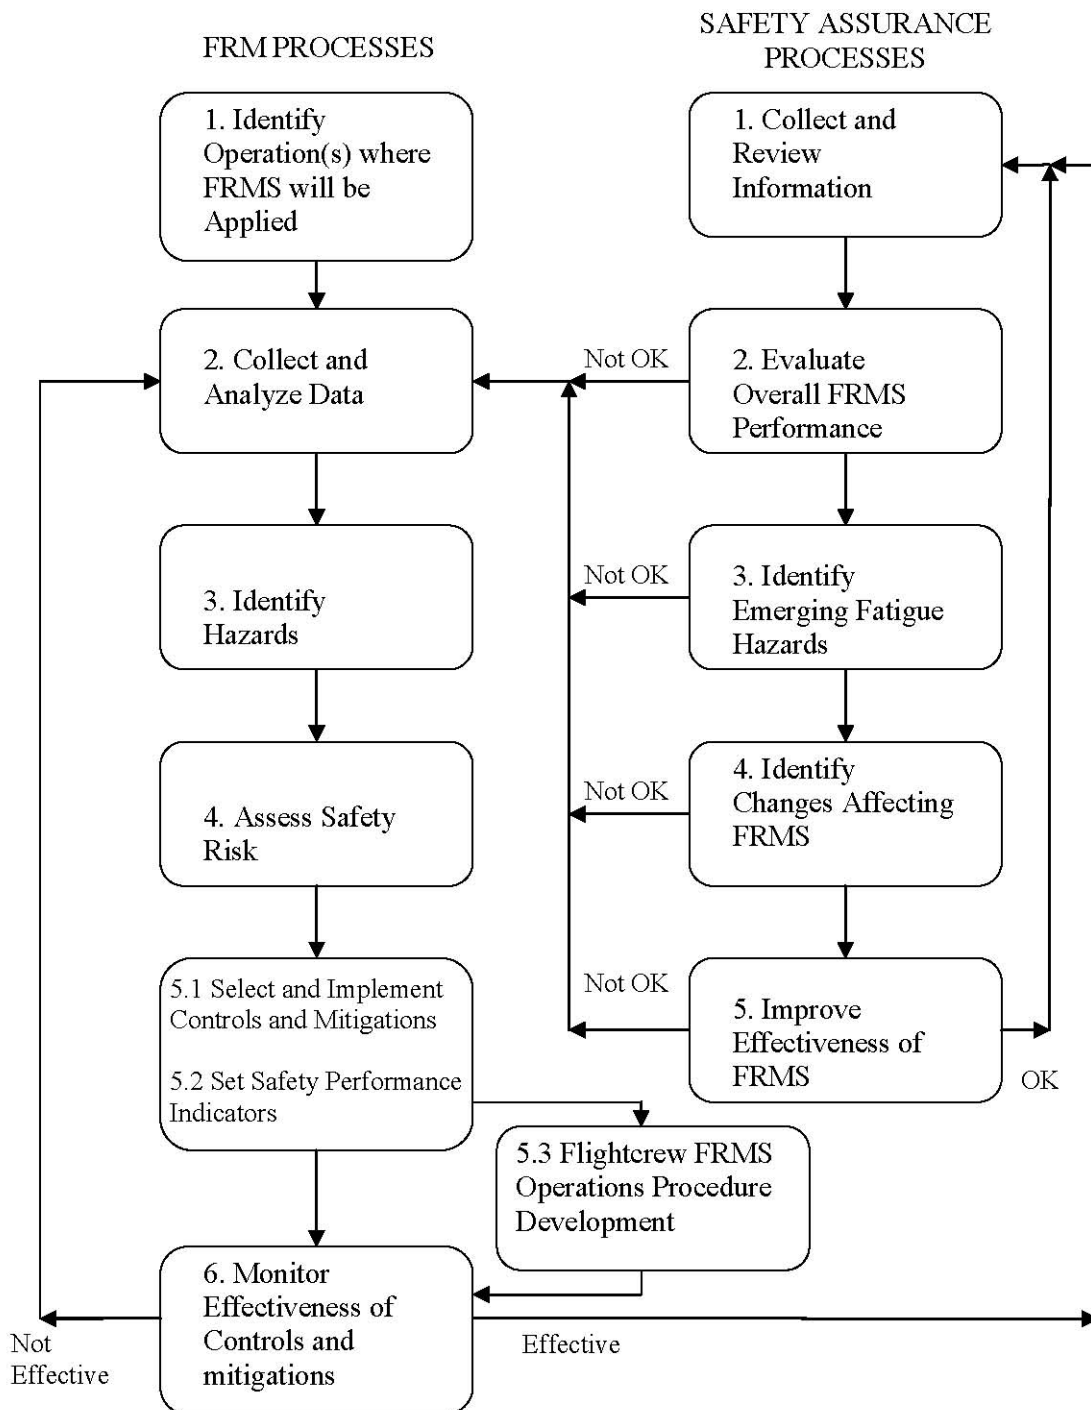 FRM PROCESSES
SAFETY ASSURANCE
PROCESSES
1. Identify
Operation(s) where
FRMS will be
Applied
1. Collect and
Review
Information
2. Collect and
Analyze Data
Not OK
2. Evaluate
Overall FRMS
Performance
3. Identify
Hazards
Not OK
3. Identify
Emerging Fatigue
Hazards
4. Assess Safety
Risk
Not OK
4. Identify
Changes Affecting
FRMS
5.1 Select and Implement
Controls and Mitigations
5.2 Set Safety Performance
Indicators
Not OK
5. Improve
Effectiveness of
FRMS
OK
5.3 Flightcrew FRMS
Operations Procedure
Development
6. Monitor
Effectiveness of
Controls and
mitigations
Not
Effective
Effective